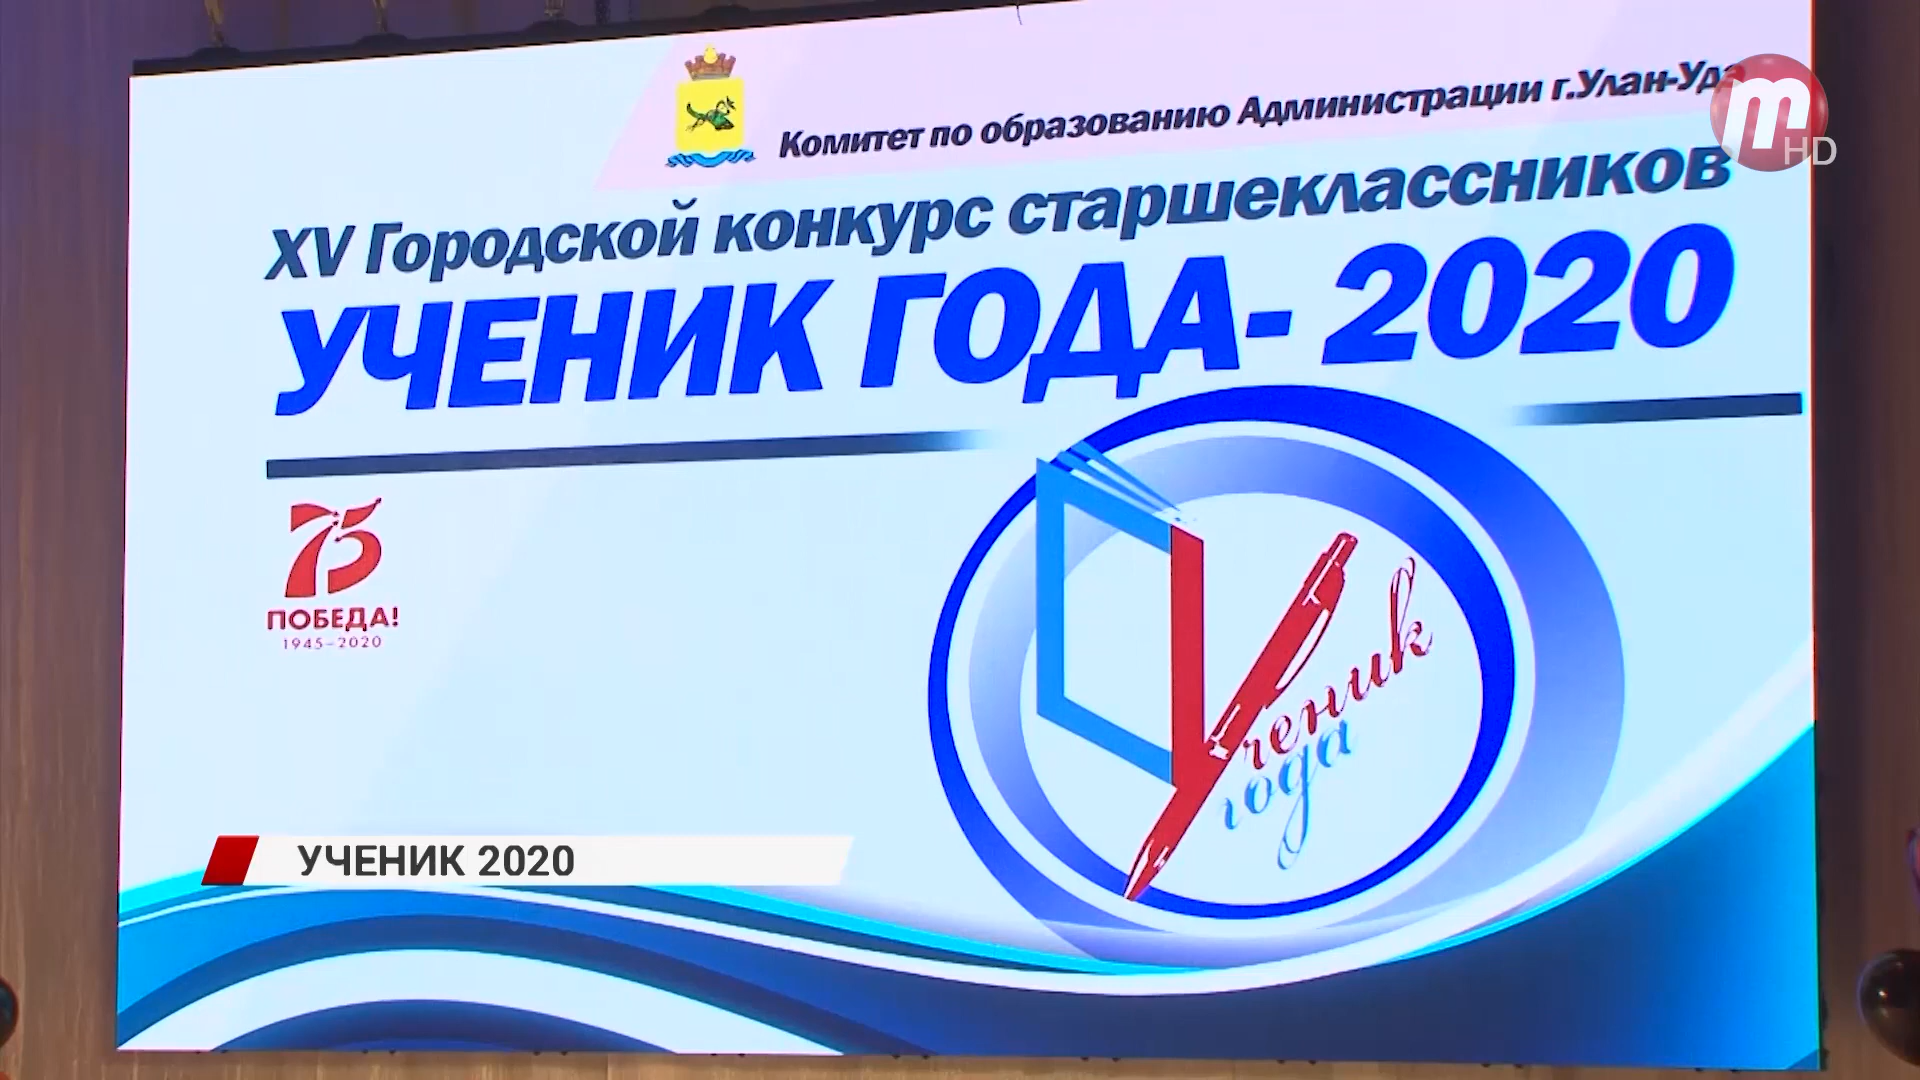 Комитет по образованию Администрации г.Улан-Удэ
m HD
XV Городской конкурс старшеклассников
УЧЕНИК ГОДА- 2020
75
ПОБЕДА!
1945–2020
Ученик
года
УЧЕНИК 2020